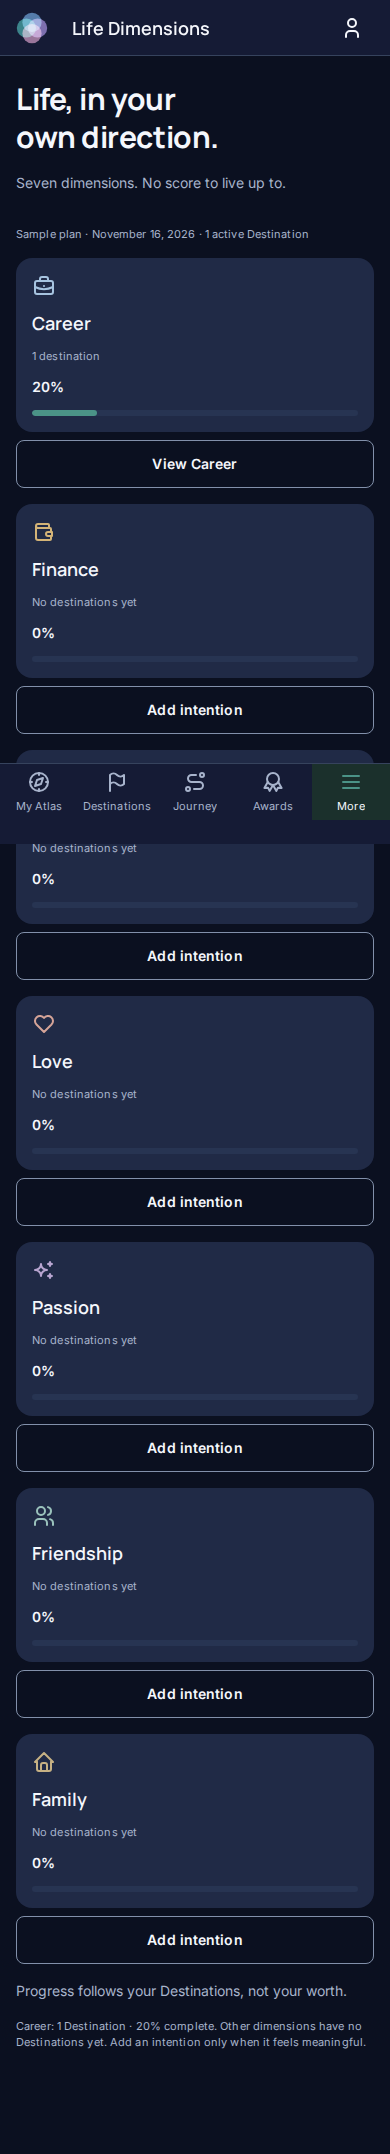 Life Dimensions
Life, in your
own direction.
Seven dimensions. No score to live up to.
Sample plan · November 16, 2026 · 1 active Destination
Career
1 destination
20%
View Career
Finance
No destinations yet
0%
Add intention
My Atlas
Destinations
Journey
Awards
More
No destinations yet
0%
Add intention
Love
No destinations yet
0%
Add intention
Passion
No destinations yet
0%
Add intention
Friendship
No destinations yet
0%
Add intention
Family
No destinations yet
0%
Add intention
Progress follows your Destinations, not your worth.
Career: 1 Destination · 20% complete. Other dimensions have no
Destinations yet. Add an intention only when it feels meaningful.